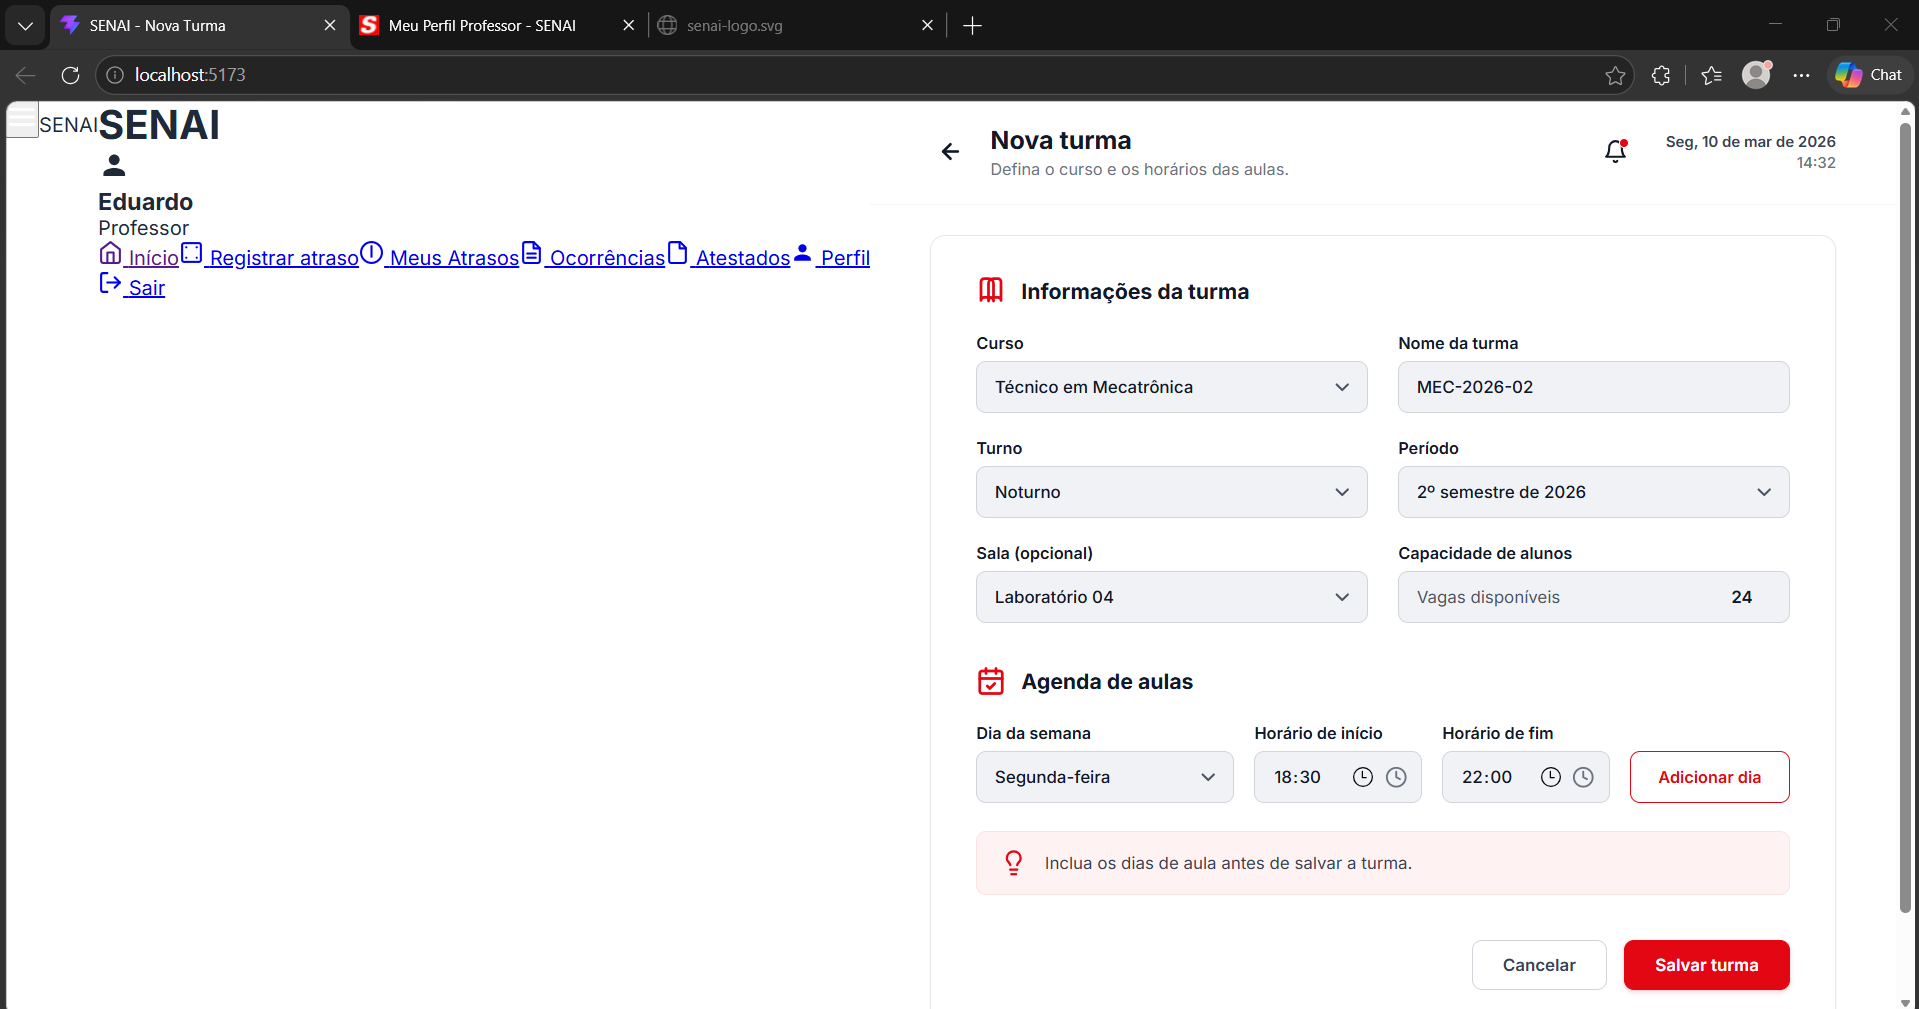 SENAI - Nova Turma
Meu Perfil Professor - SENAI
senai-logo.svg
localhost:5173
Chat
SENAI
SENAI
Eduardo
Professor
Início Registrar atraso Meus Atrasos Ocorrências Atestados Perfil
Sair
Nova turma
Defina o curso e os horários das aulas.
Seg, 10 de mar de 2026
14:32
Informações da turma
Curso
Nome da turma
Técnico em Mecatrônica
MEC-2026-02
Turno
Período
Noturno
2º semestre de 2026
Sala (opcional)
Capacidade de alunos
Laboratório 04
Vagas disponíveis 24
Agenda de aulas
Dia da semana
Horário de início
Horário de fim
Segunda-feira
18:30
22:00
Adicionar dia
Inclua os dias de aula antes de salvar a turma.
Cancelar
Salvar turma